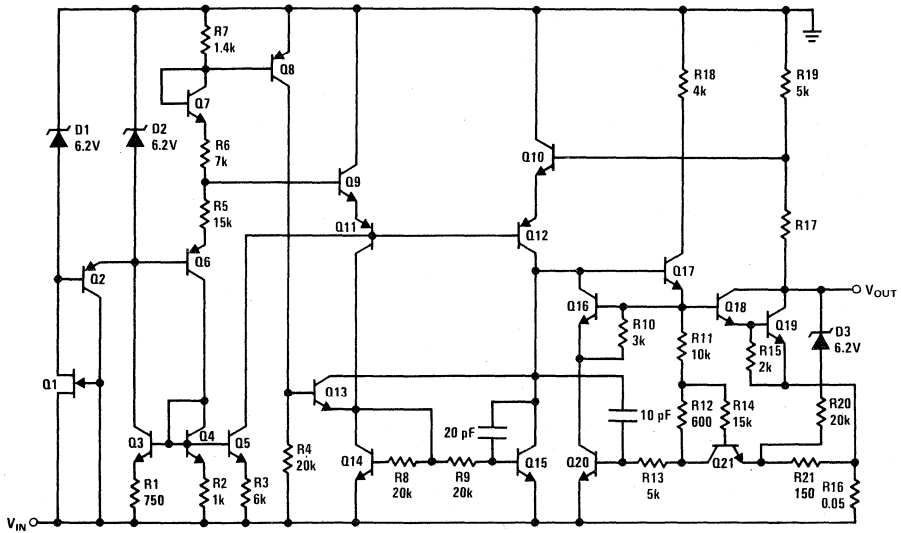 R7
1.4k
Q8
R18
4k
R19
5k
D1
6.2V
D2
6.2V
Q7
R6
7k
Q10
Q9
R5
15k
Q11
R17
Q12
Q2
Q6
Q17
VOUT
Q16
Q18
Q19
R10
3k
R11
10k
R15
2k
D3
6.2V
Q1
Q13
10 pF
R12
600
R14
15k
R20
20k
20 pF
Q3
Q4
Q5
R4
20k
Q14
R8
20k
R9
20k
Q15
Q20
R13
5k
Q21
R21
150
R16
0.05
R1
750
R2
1k
R3
6k
VIN